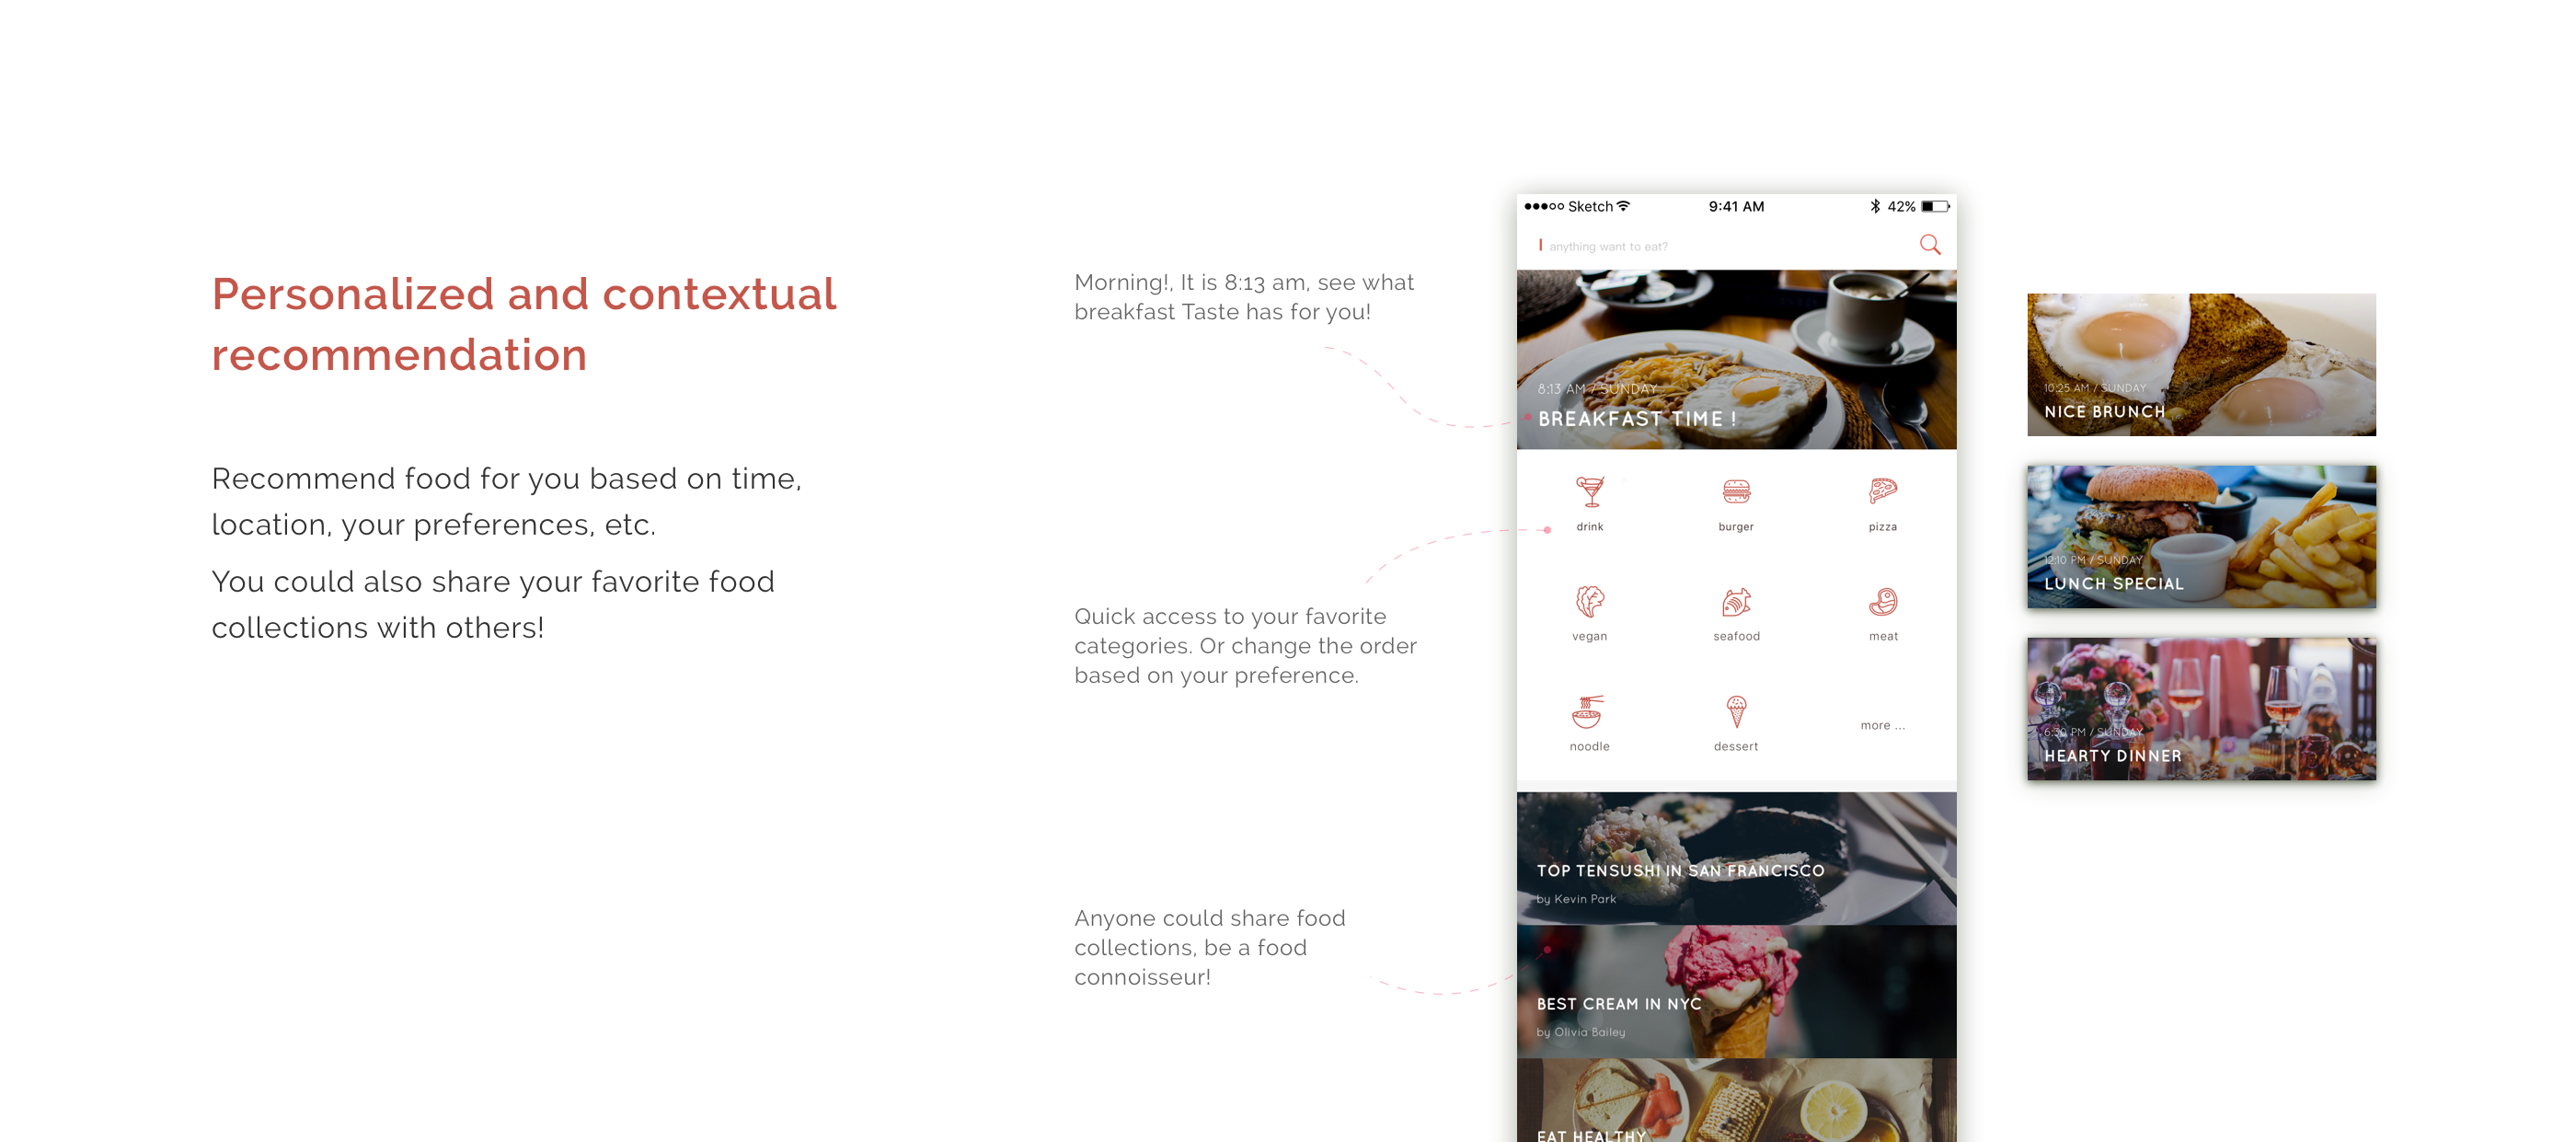 Personalized and contextual
recommendation
Recommend food for you based on time,
location, your preferences, etc.
You could also share your favorite food
collections with others!
Morning!, It is 8:13 am, see what
breakfast Taste has for you!
Quick access to your favorite
categories. Or change the order
based on your preference.
Anyone could share food
collections, be a food
connoisseur!
Sketch 9:41 AM 42%
anything want to eat?
8:13 AM / SUNDAY
BREAKFAST TIME !
drink burger pizza
vegan seafood meat
noodle dessert more ...
TOP TENSUSHI IN SAN FRANCISCO
by Kevin Park
BEST CREAM IN NYC
by Olivia Bailey
EAT HEALTHY
10:25 AM / SUNDAY
NICE BRUNCH
12:10 PM / SUNDAY
LUNCH SPECIAL
6:30 PM / SUNDAY
HEARTY DINNER